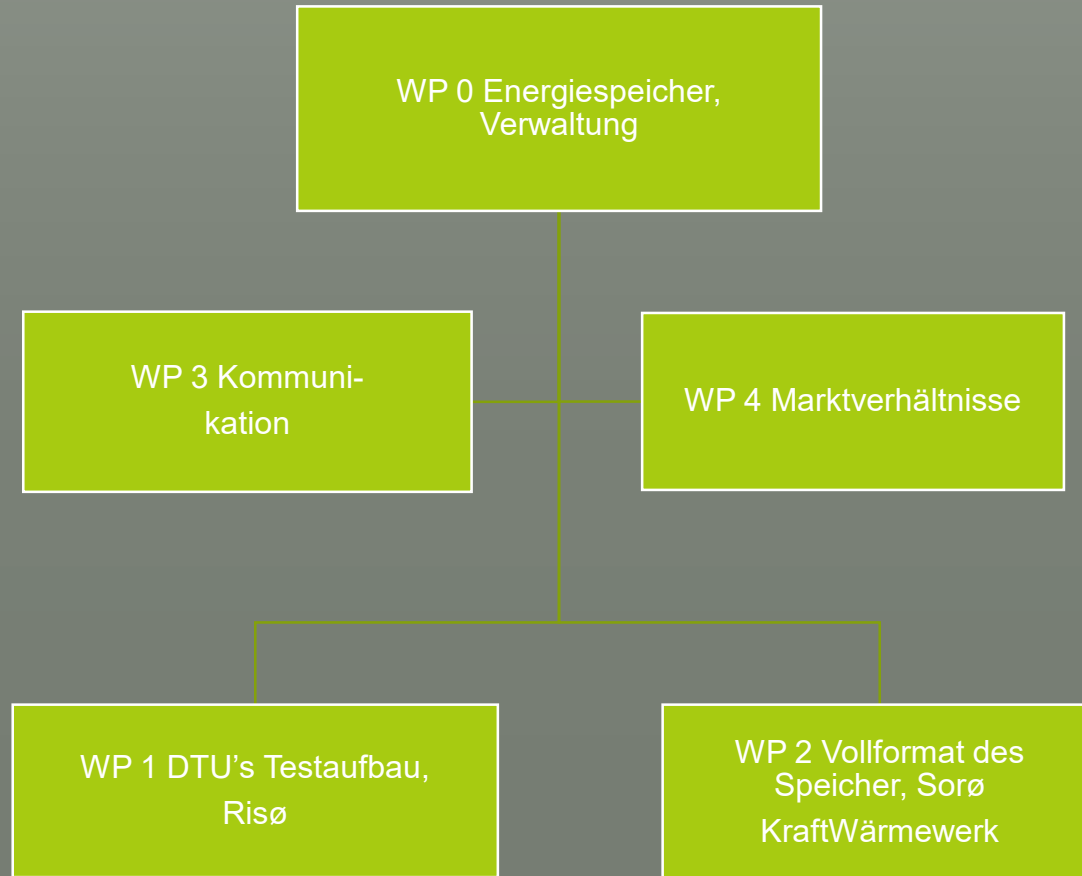 WP 0 Energiespeicher,
Verwaltung
WP 3 Kommuni-
kation
WP 4 Marktverhältnisse
WP 1 DTU’s Testaufbau,
Risø
WP 2 Vollformat des
Speicher, Sorø
KraftWärmewerk